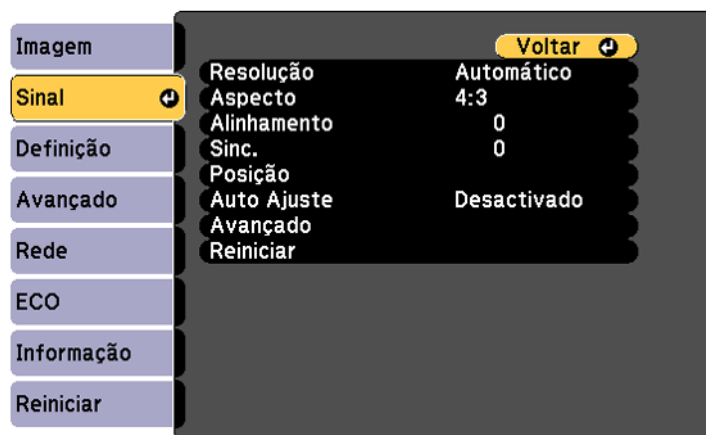 Imagem
Sinal
Definição
Avançado
Rede
ECO
Informação
Reiniciar
Voltar
Resolução Automático
Aspecto 4:3
Alinhamento 0
Sinc. 0
Posição
Auto Ajuste Desactivado
Avançado
Reiniciar